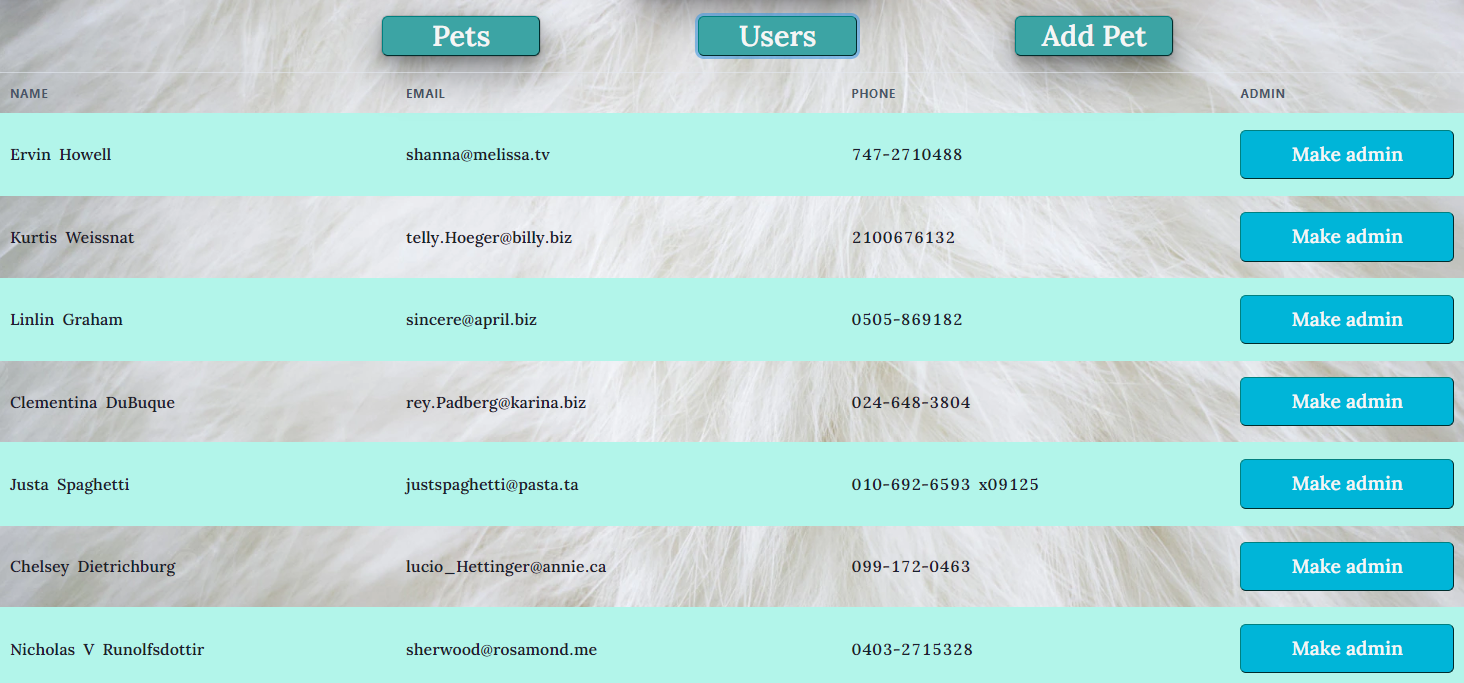 Pets Users Add Pet
NAME EMAIL PHONE ADMIN
Ervin Howell shanna@melissa.tv 747-2710488 Make admin
Kurtis Weissnat telly.Hoeger@billy.biz 2100676132 Make admin
Linlin Graham sincere@april.biz 0505-869182 Make admin
Clementina DuBuque rey.Padberg@karina.biz 024-648-3804 Make admin
Justa Spaghetti justspaghetti@pasta.ta 010-692-6593 x09125 Make admin
Chelsey Dietrichburg lucio_Hettinger@annie.ca 099-172-0463 Make admin
Nicholas V Runolfsdottir sherwood@rosamond.me 0403-2715328 Make admin